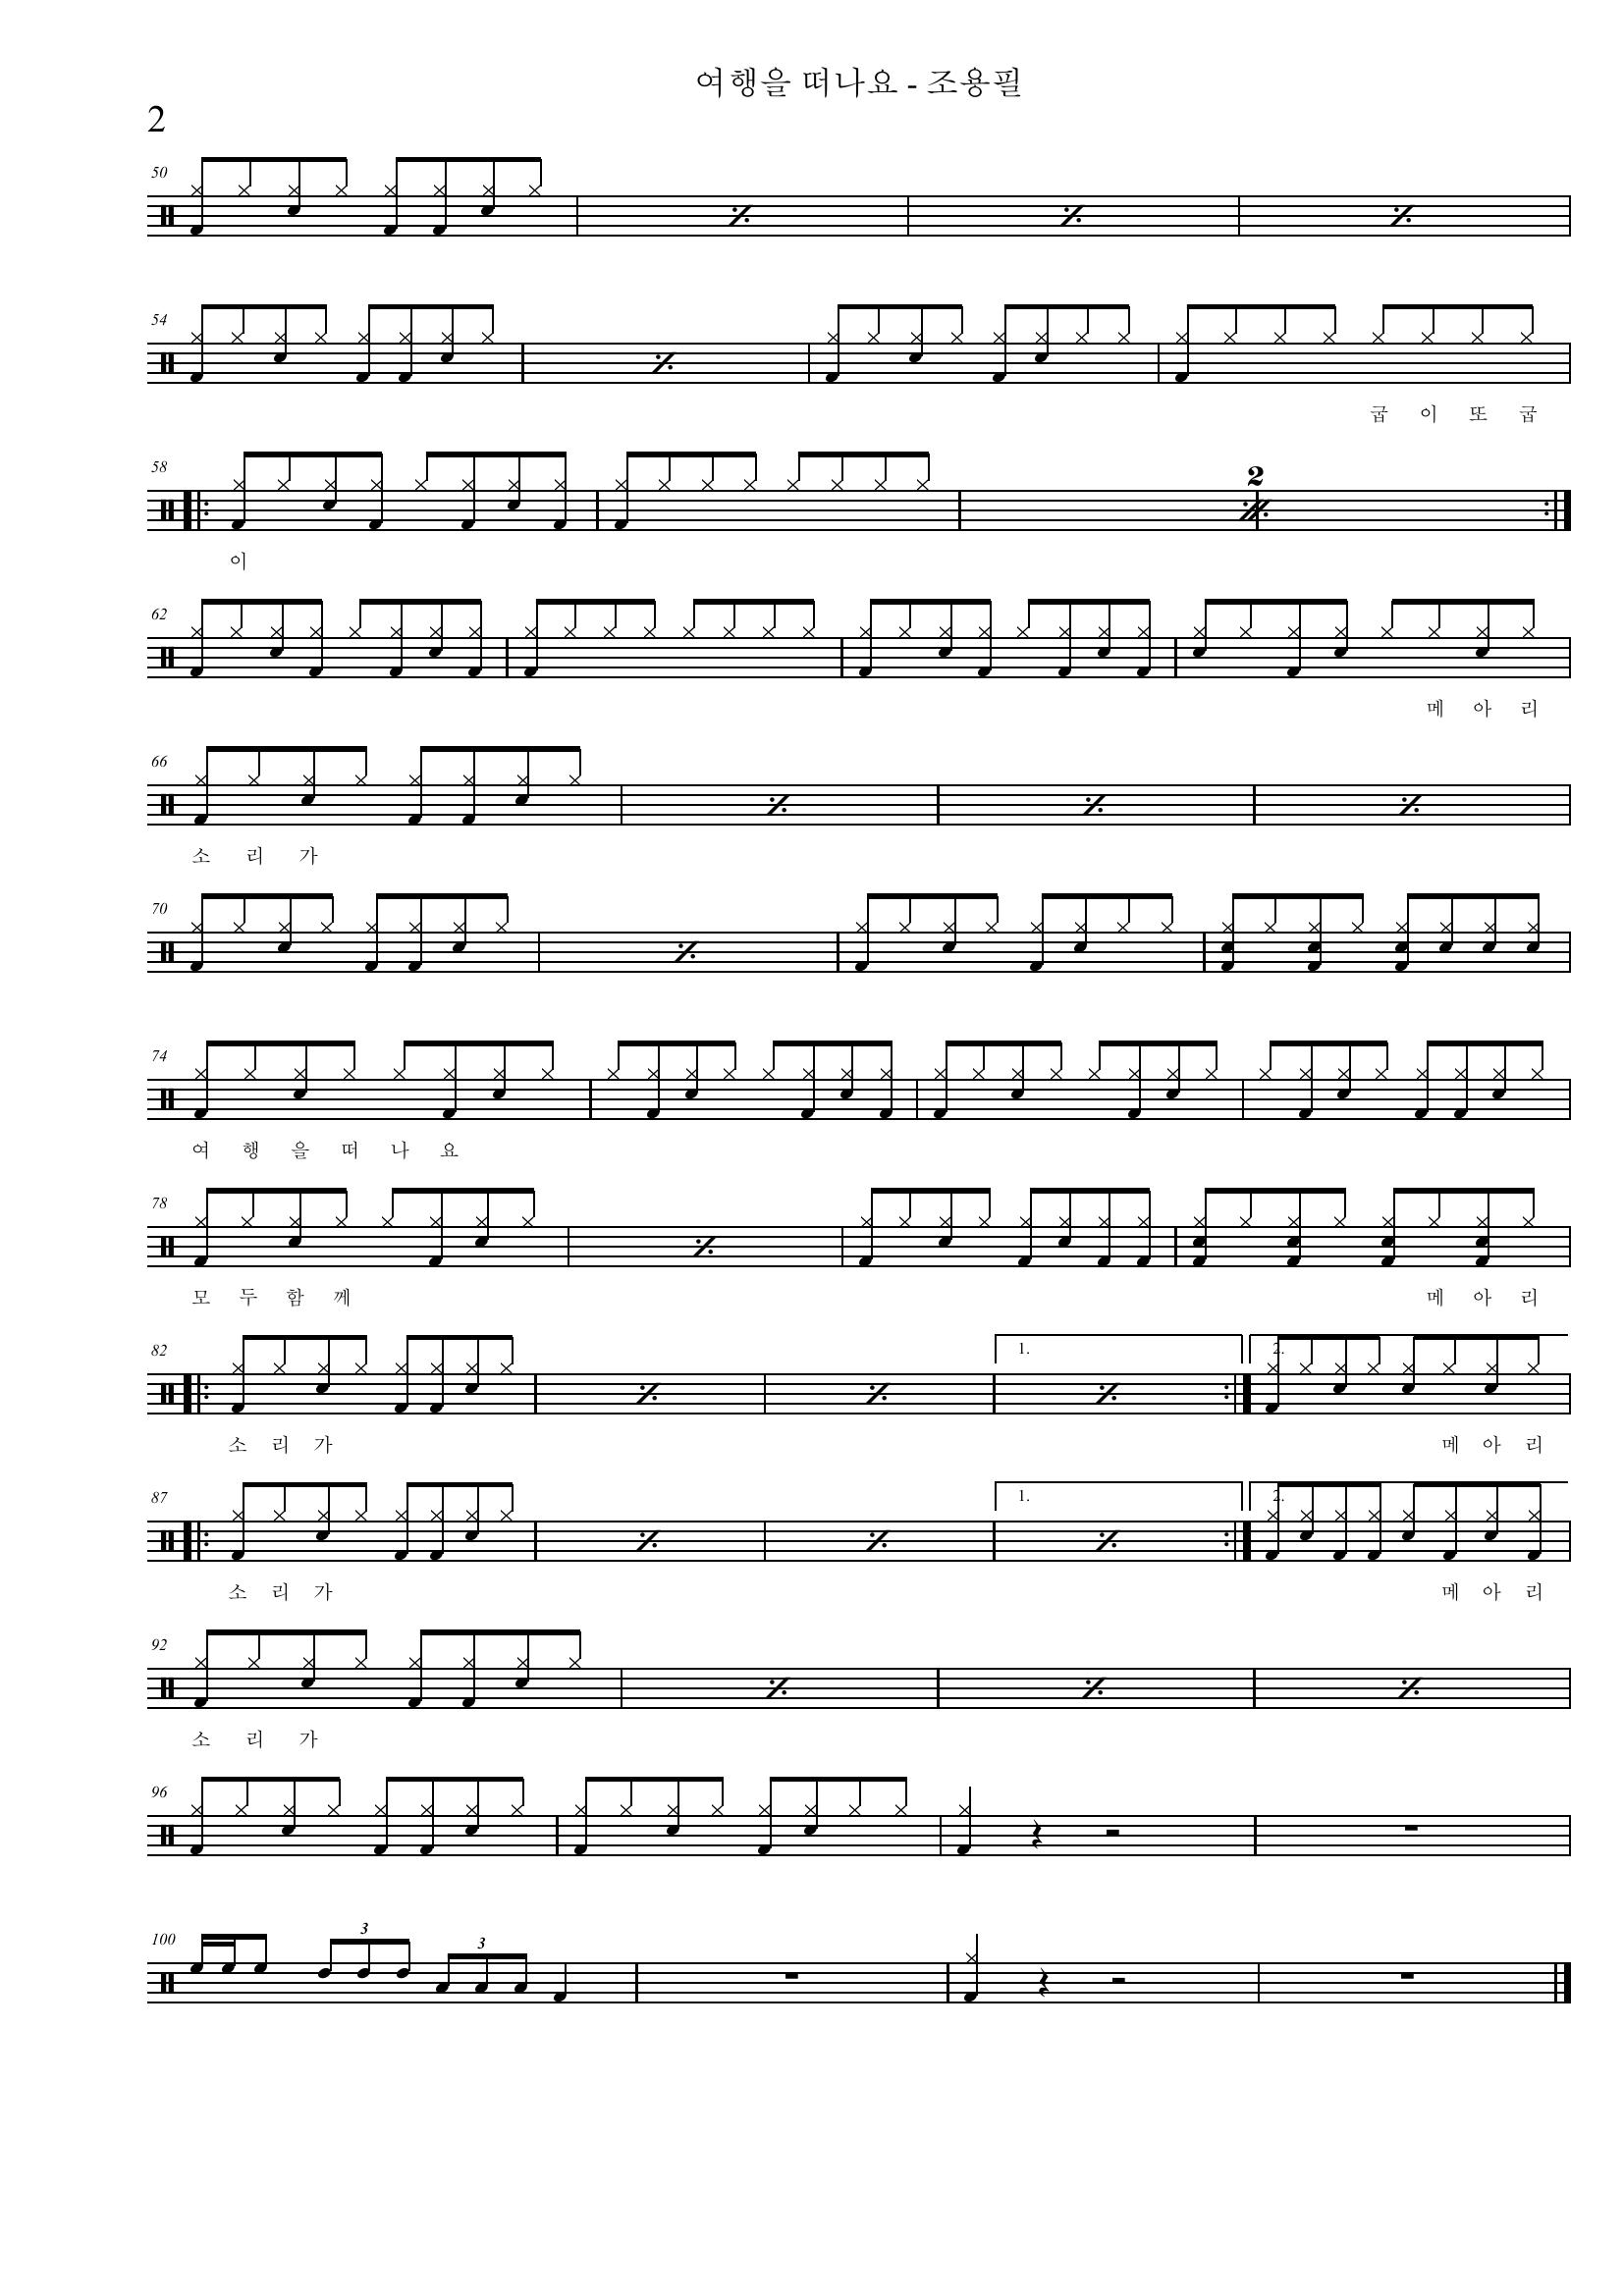 여행을 떠나요 - 조용필
2
50
54
굽 이 또 굽
58
2
이
62
메 아 리
66
소 리 가
70
74
여 행 을 떠 나 요
78
모 두 함 께 메 아 리
82
1. 2.
소 리 가 메 아 리
87
1. 2.
소 리 가 메 아 리
92
소 리 가
96
100
3 3